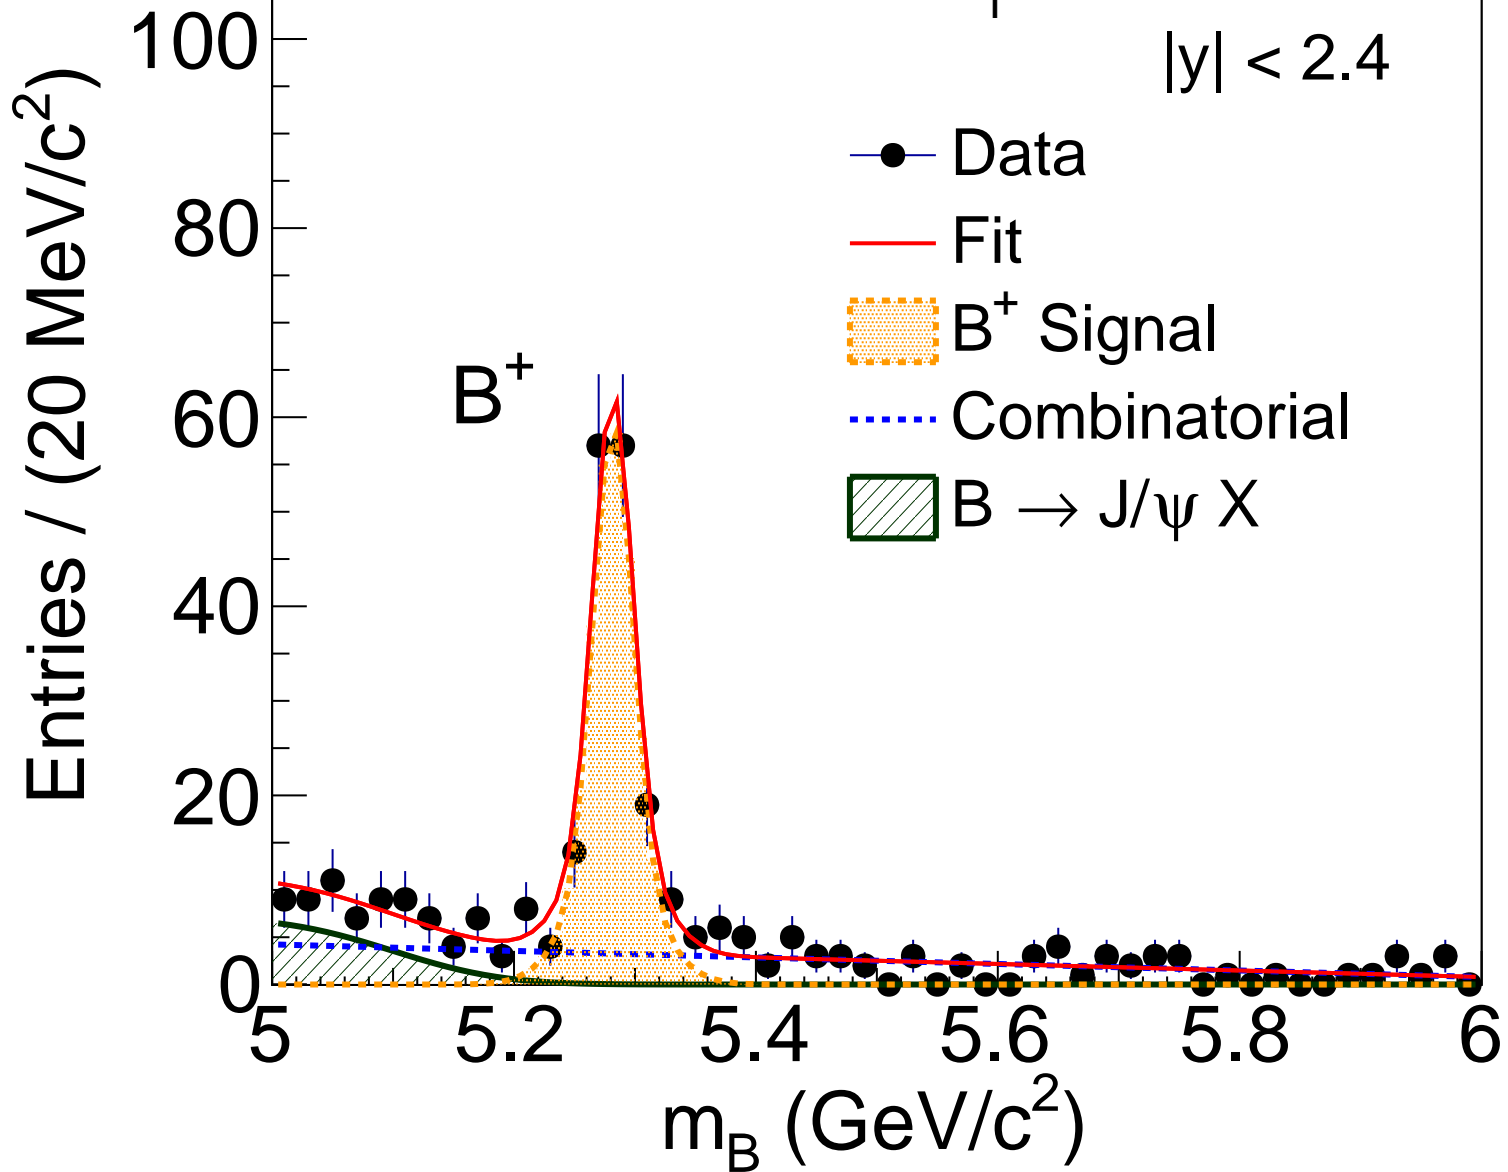 |y| < 2.4
Data
Fit
B⁺ Signal
Combinatorial
B → J/ψ X
B⁺
Entries / (20 MeV/c²)
100
80
60
40
20
0
5
5.2
5.4
5.6
5.8
6
m_B (GeV/c²)